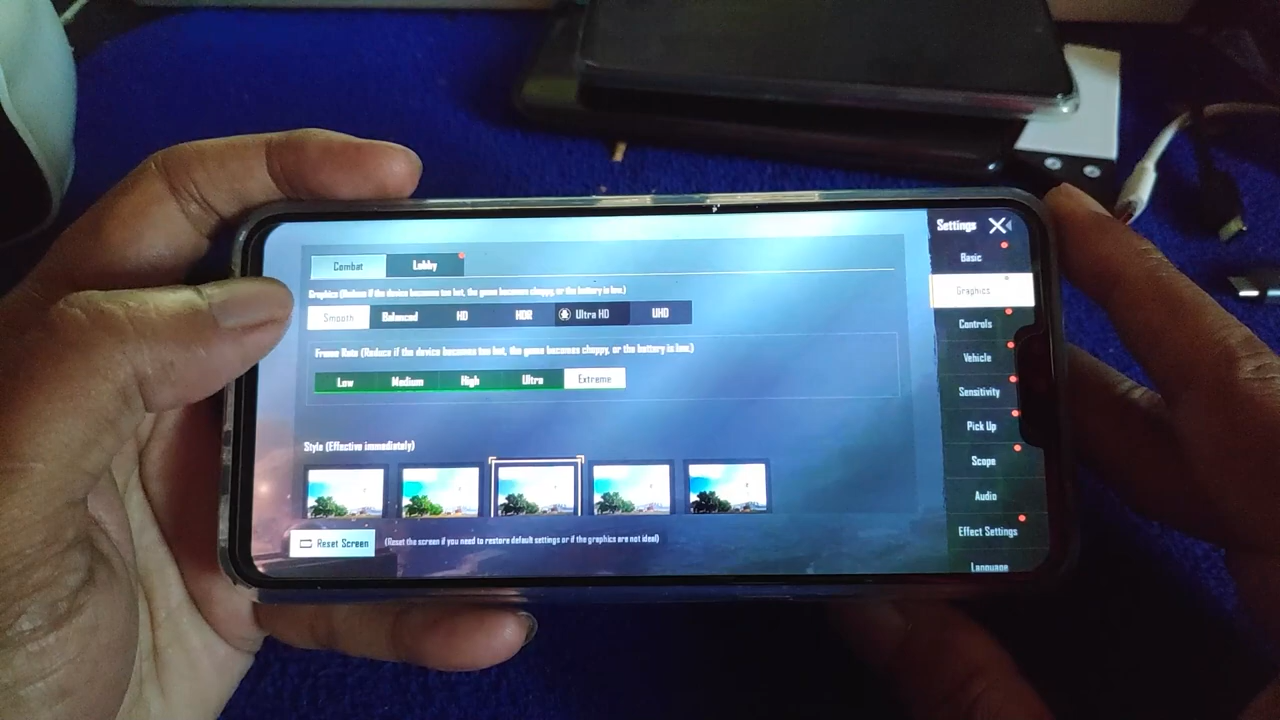 Settings
Combat
Lobby
Graphics (Reduce if the device becomes too hot, the game becomes choppy, or the battery is low.)
Smooth
Balanced
HD
HDR
Ultra HD
UHD
Frame Rate (Reduce if the device becomes too hot, the game becomes choppy, or the battery is low.)
Low
Medium
High
Ultra
Extreme
Style (Effective immediately)
Reset Screen
(Reset the screen if you need to restore default settings or if the graphics are not ideal)
Basic
Graphics
Controls
Vehicle
Sensitivity
Pick Up
Scope
Audio
Effect Settings
Language